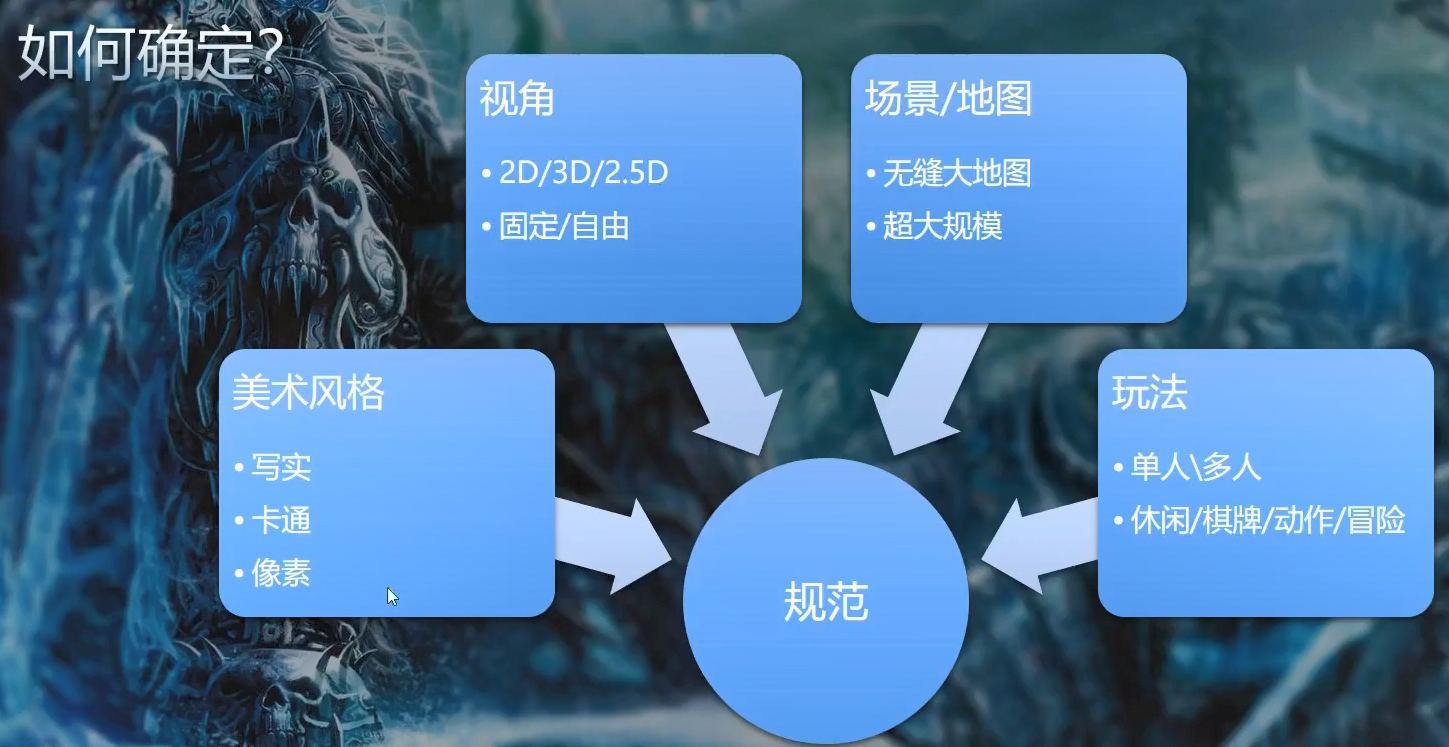 如何确定?
视角
• 2D/3D/2.5D
• 固定/自由
场景/地图
• 无缝大地图
• 超大规模
美术风格
• 写实
• 卡通
• 像素
玩法
• 单人\多人
• 休闲/棋牌/动作/冒险
规范